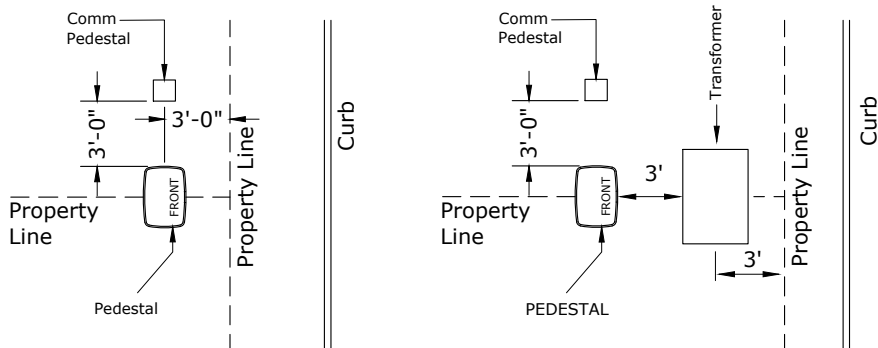 Comm
Pedestal
3'-0"
3'-0"
FRONT
Property
Line
Pedestal
Property Line
Curb
Comm
Pedestal
3'-0"
FRONT
Property
Line
PEDESTAL
3'
Transformer
3'
Property Line
Curb